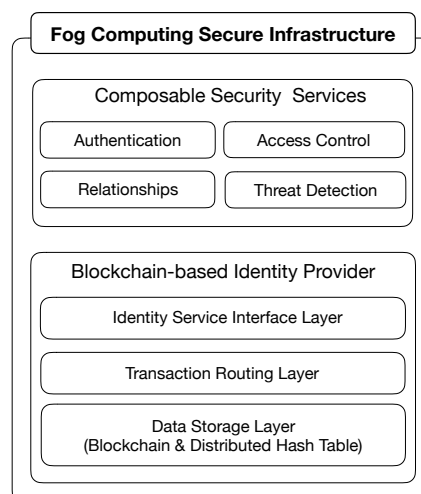 Fog Computing Secure Infrastructure
Composable Security Services
Authentication
Access Control
Relationships
Threat Detection
Blockchain-based Identity Provider
Identity Service Interface Layer
Transaction Routing Layer
Data Storage Layer
(Blockchain & Distributed Hash Table)